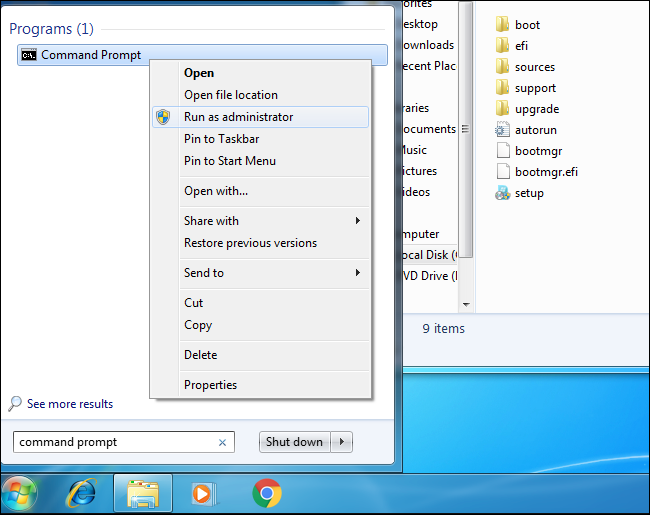 Programs (1)
Command Prompt
Open
Open file location
Run as administrator
Pin to Taskbar
Pin to Start Menu
Open with...
Share with
Restore previous versions
Send to
Cut
Copy
Delete
Properties
See more results
command prompt
Shut down
orites
esktop
ownloads
ecent Plac
raries
ocuments
Music
ictures
ideos
mputer
ocal Disk (
VD Drive (
boot
efi
sources
support
upgrade
autorun
bootmgr
bootmgr.efi
setup
9 items